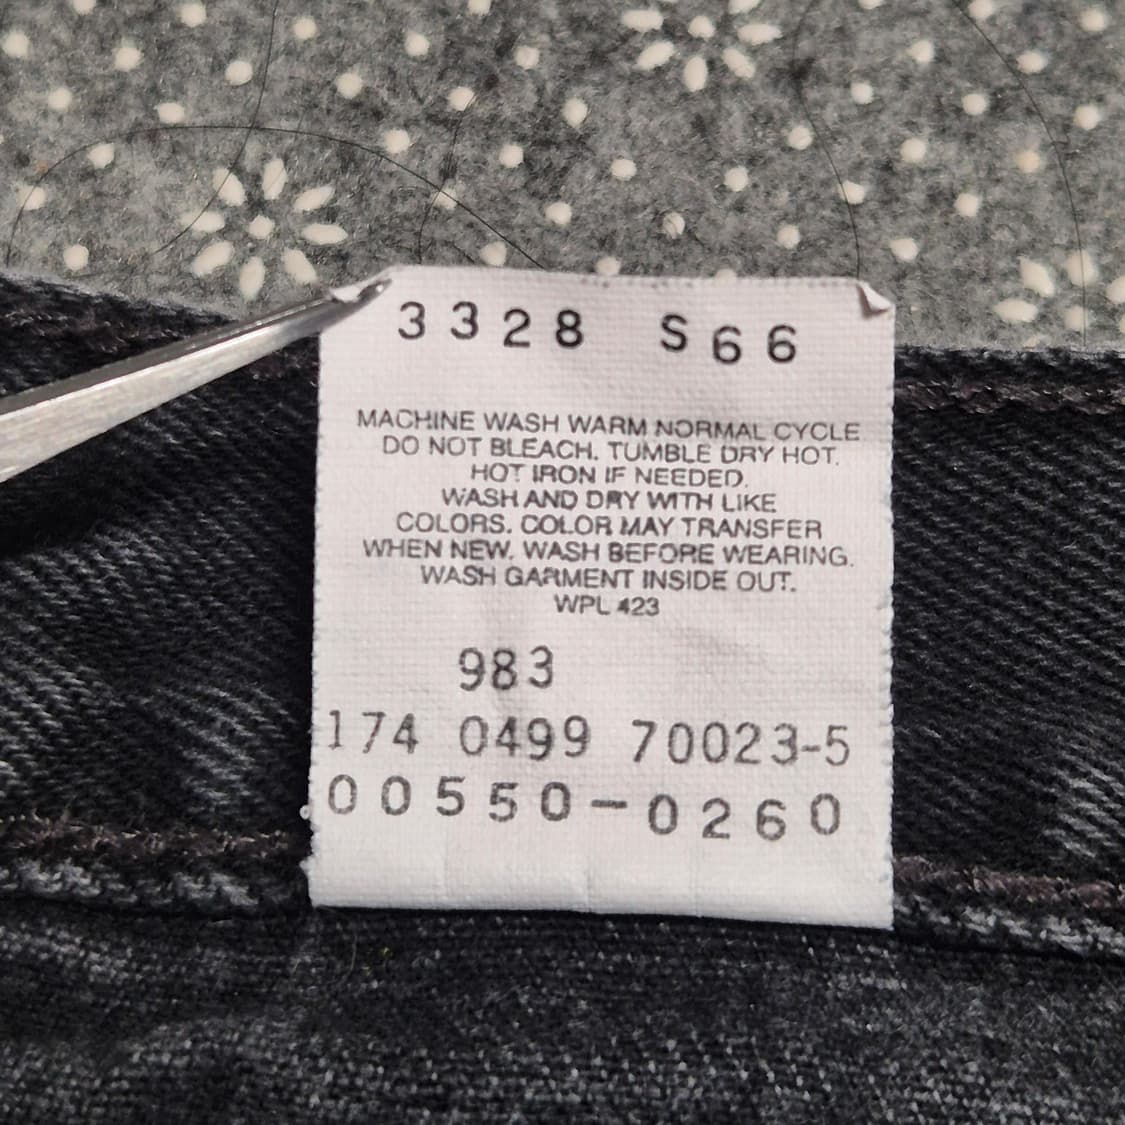 3328 S66
MACHINE WASH WARM NORMAL CYCLE
DO NOT BLEACH. TUMBLE DRY HOT.
HOT IRON IF NEEDED.
WASH AND DRY WITH LIKE
COLORS. COLOR MAY TRANSFER
WHEN NEW. WASH BEFORE WEARING.
WASH GARMENT INSIDE OUT.
WPL 423
983
174 0499 70023-5
00550-0260